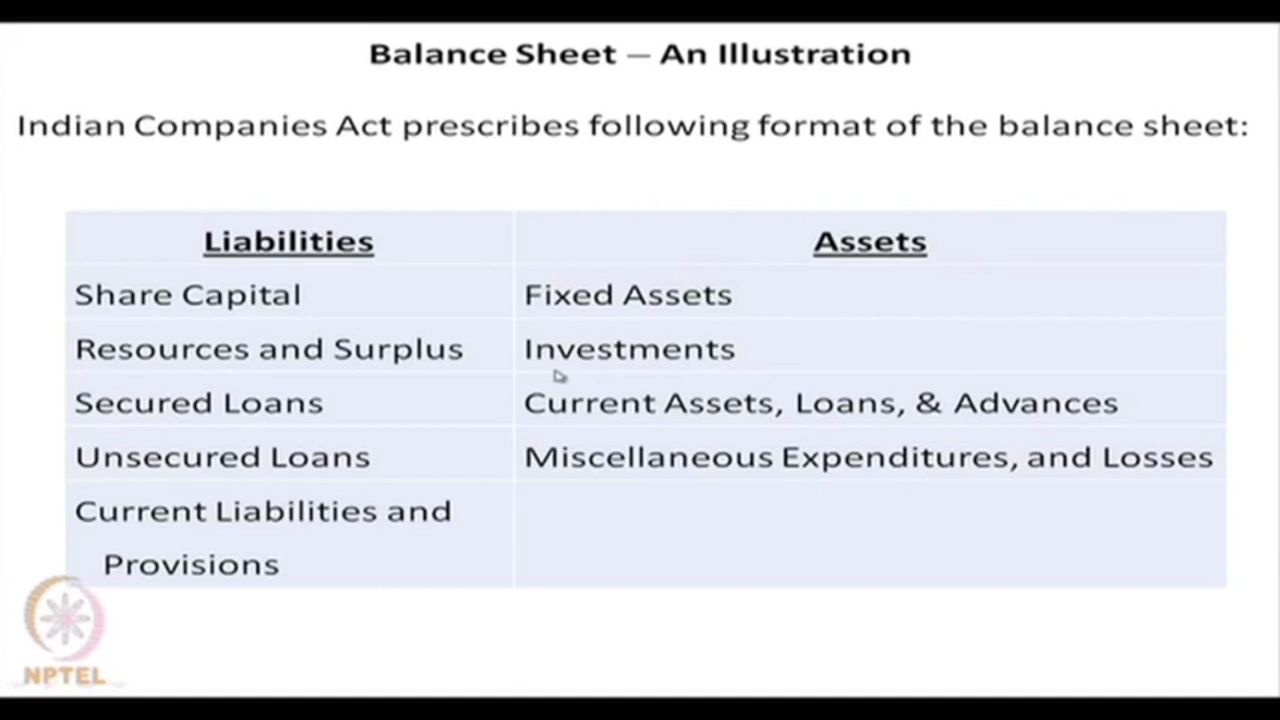 Balance Sheet – An Illustration
Indian Companies Act prescribes following format of the balance sheet:
Liabilities Assets
Share Capital Fixed Assets
Resources and Surplus Investments
Secured Loans Current Assets, Loans, & Advances
Unsecured Loans Miscellaneous Expenditures, and Losses
Current Liabilities and
Provisions
NPTEL